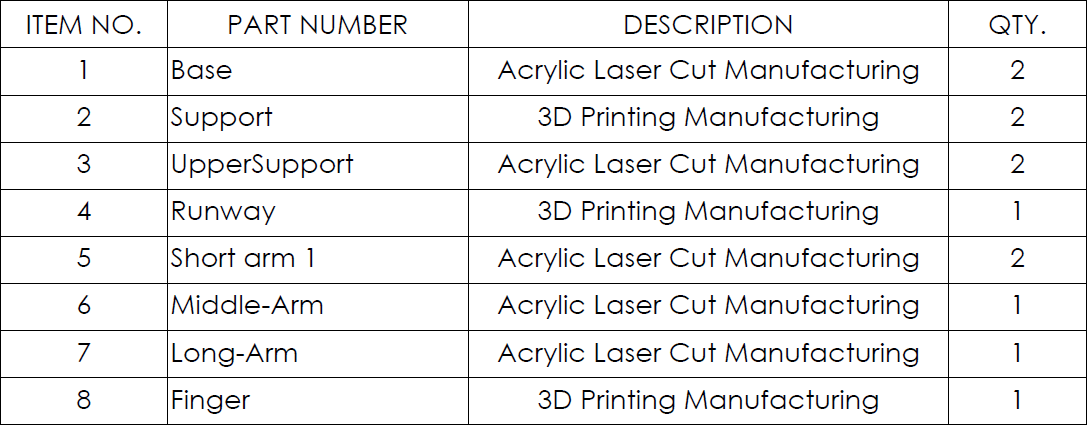 ITEM NO. PART NUMBER DESCRIPTION QTY.
1 Base Acrylic Laser Cut Manufacturing 2
2 Support 3D Printing Manufacturing 2
3 UpperSupport Acrylic Laser Cut Manufacturing 2
4 Runway 3D Printing Manufacturing 1
5 Short arm 1 Acrylic Laser Cut Manufacturing 2
6 Middle-Arm Acrylic Laser Cut Manufacturing 1
7 Long-Arm Acrylic Laser Cut Manufacturing 1
8 Finger 3D Printing Manufacturing 1